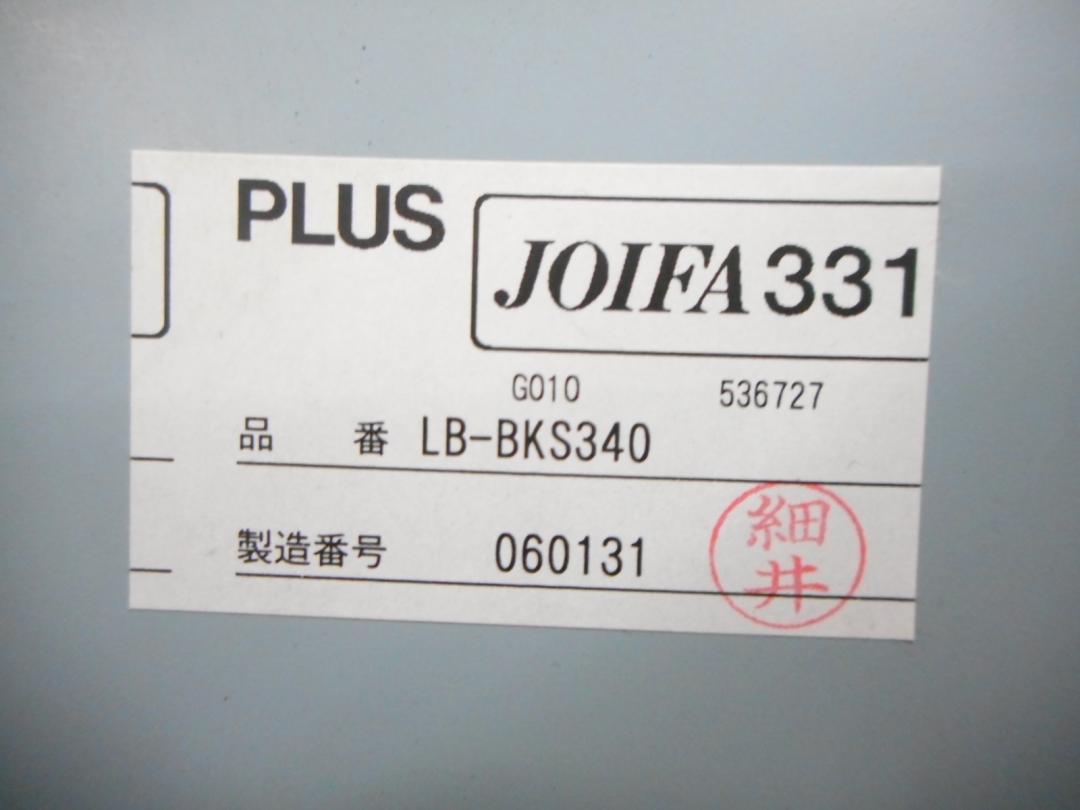 PLUS
JOIFA 331
G010 536727
品番 LB-BKS340
製造番号 060131
細井